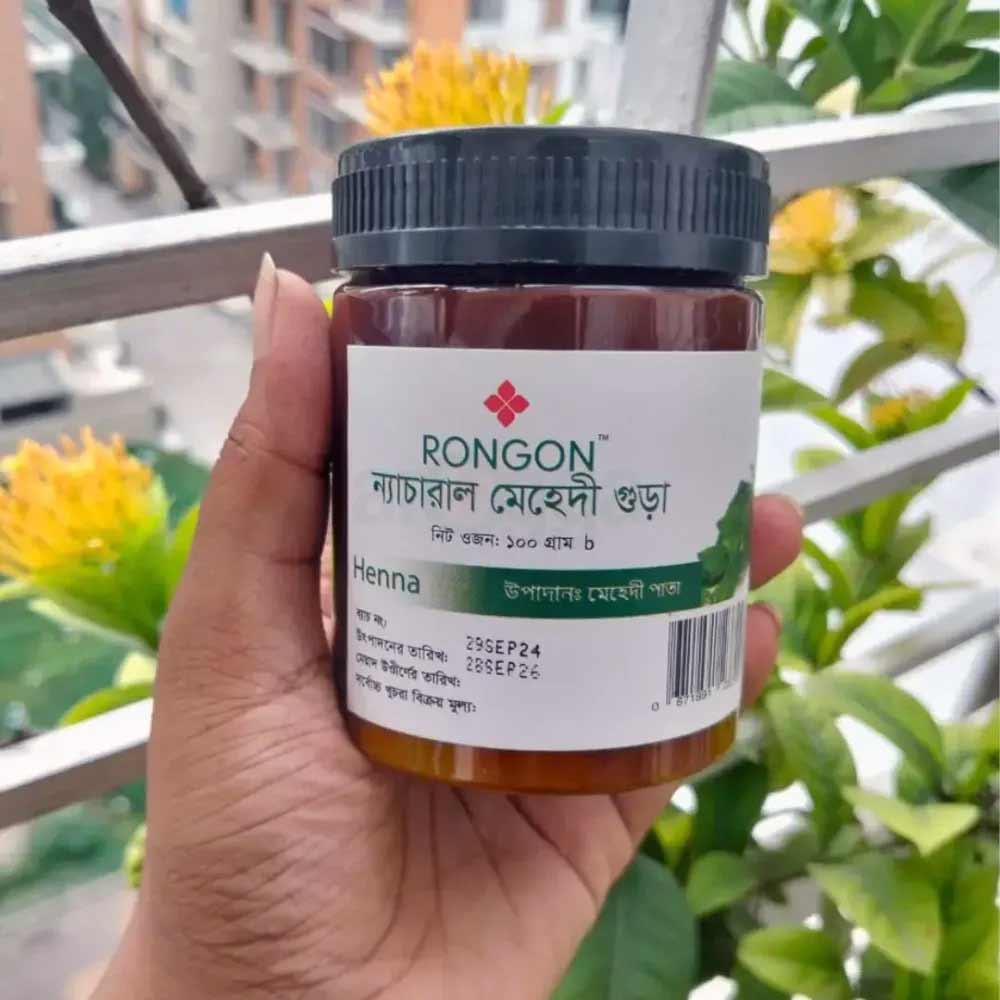 RONGON™
ন্যাচারাল মেহেদী গুড়া
নিট ওজন: ১০০ গ্রাম b
Henna
উপাদানঃ মেহেদী পাতা
ব্যাচ নং:
উৎপাদনের তারিখ: 29SEP24
মেয়াদ উত্তীর্ণের তারিখ: 28SEP26
সর্বোচ্চ খুচরা বিক্রয় মূল্য: